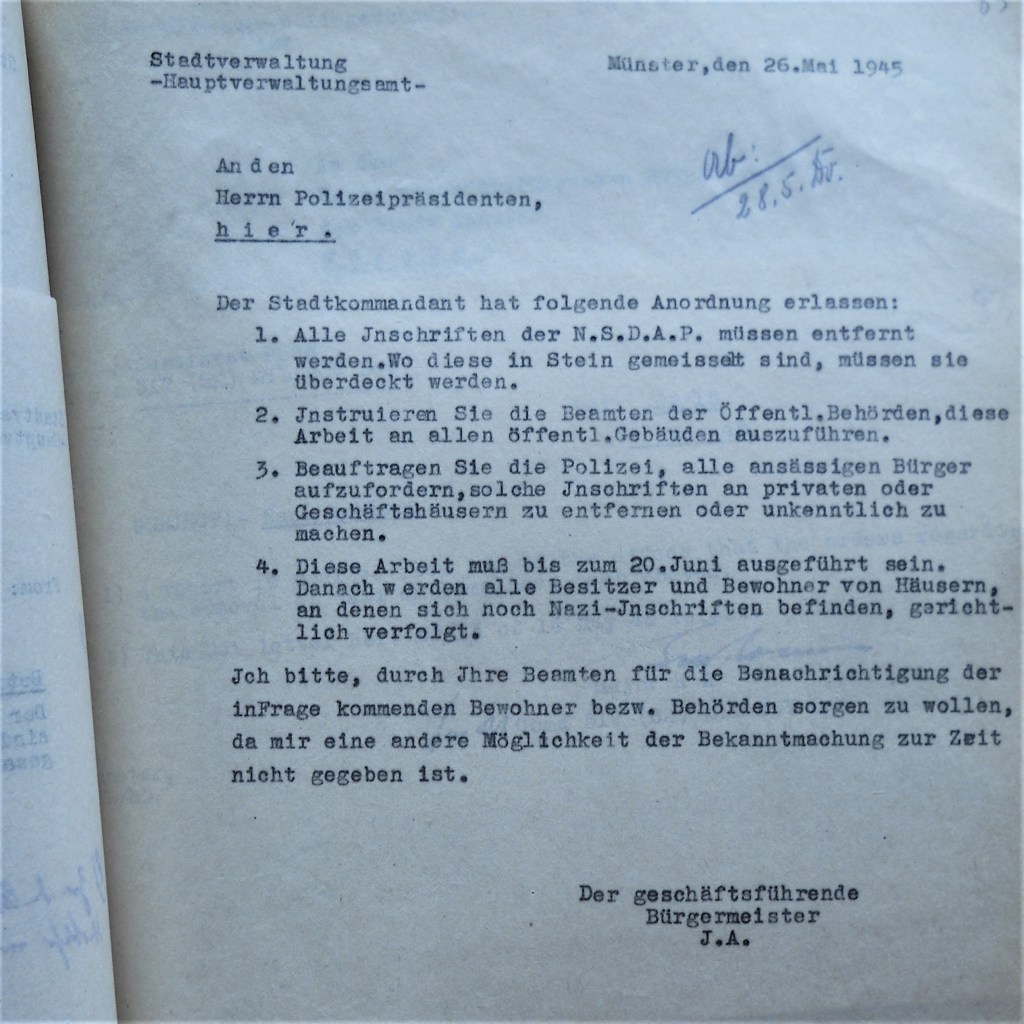 Stadtverwaltung
-Hauptverwaltungsamt-
Münster,den 26.Mai 1945
An den
Herrn Polizeipräsidenten,
h i e r .
28.5.
Der Stadtkommandant hat folgende Anordnung erlassen:
1. Alle Jnschriften der N.S.D.A.P. müssen entfernt
werden.Wo diese in Stein gemeisselt sind, müssen sie
überdeckt werden.
2. Jnstruieren Sie die Beamten der Öffentl.Behörden,diese
Arbeit an allen öffentl.Gebäuden auszuführen.
3. Beauftragen Sie die Polizei, alle ansässigen Bürger
aufzufordern,solche Jnschriften an privaten oder
Geschäftshäusern zu entfernen oder unkenntlich zu
machen.
4. Diese Arbeit muß bis zum 20.Juni ausgeführt sein.
Danach werden alle Besitzer und Bewohner von Häusern,
an denen sich noch Nazi-Jnschriften befinden, gericht-
lich verfolgt.
Jch bitte, durch Jhre Beamten für die Benachrichtigung der
inFrage kommenden Bewohner bezw. Behörden sorgen zu wollen,
da mir eine andere Möglichkeit der Bekanntmachung zur Zeit
nicht gegeben ist.
Der geschäftsführende
Bürgermeister
J.A.